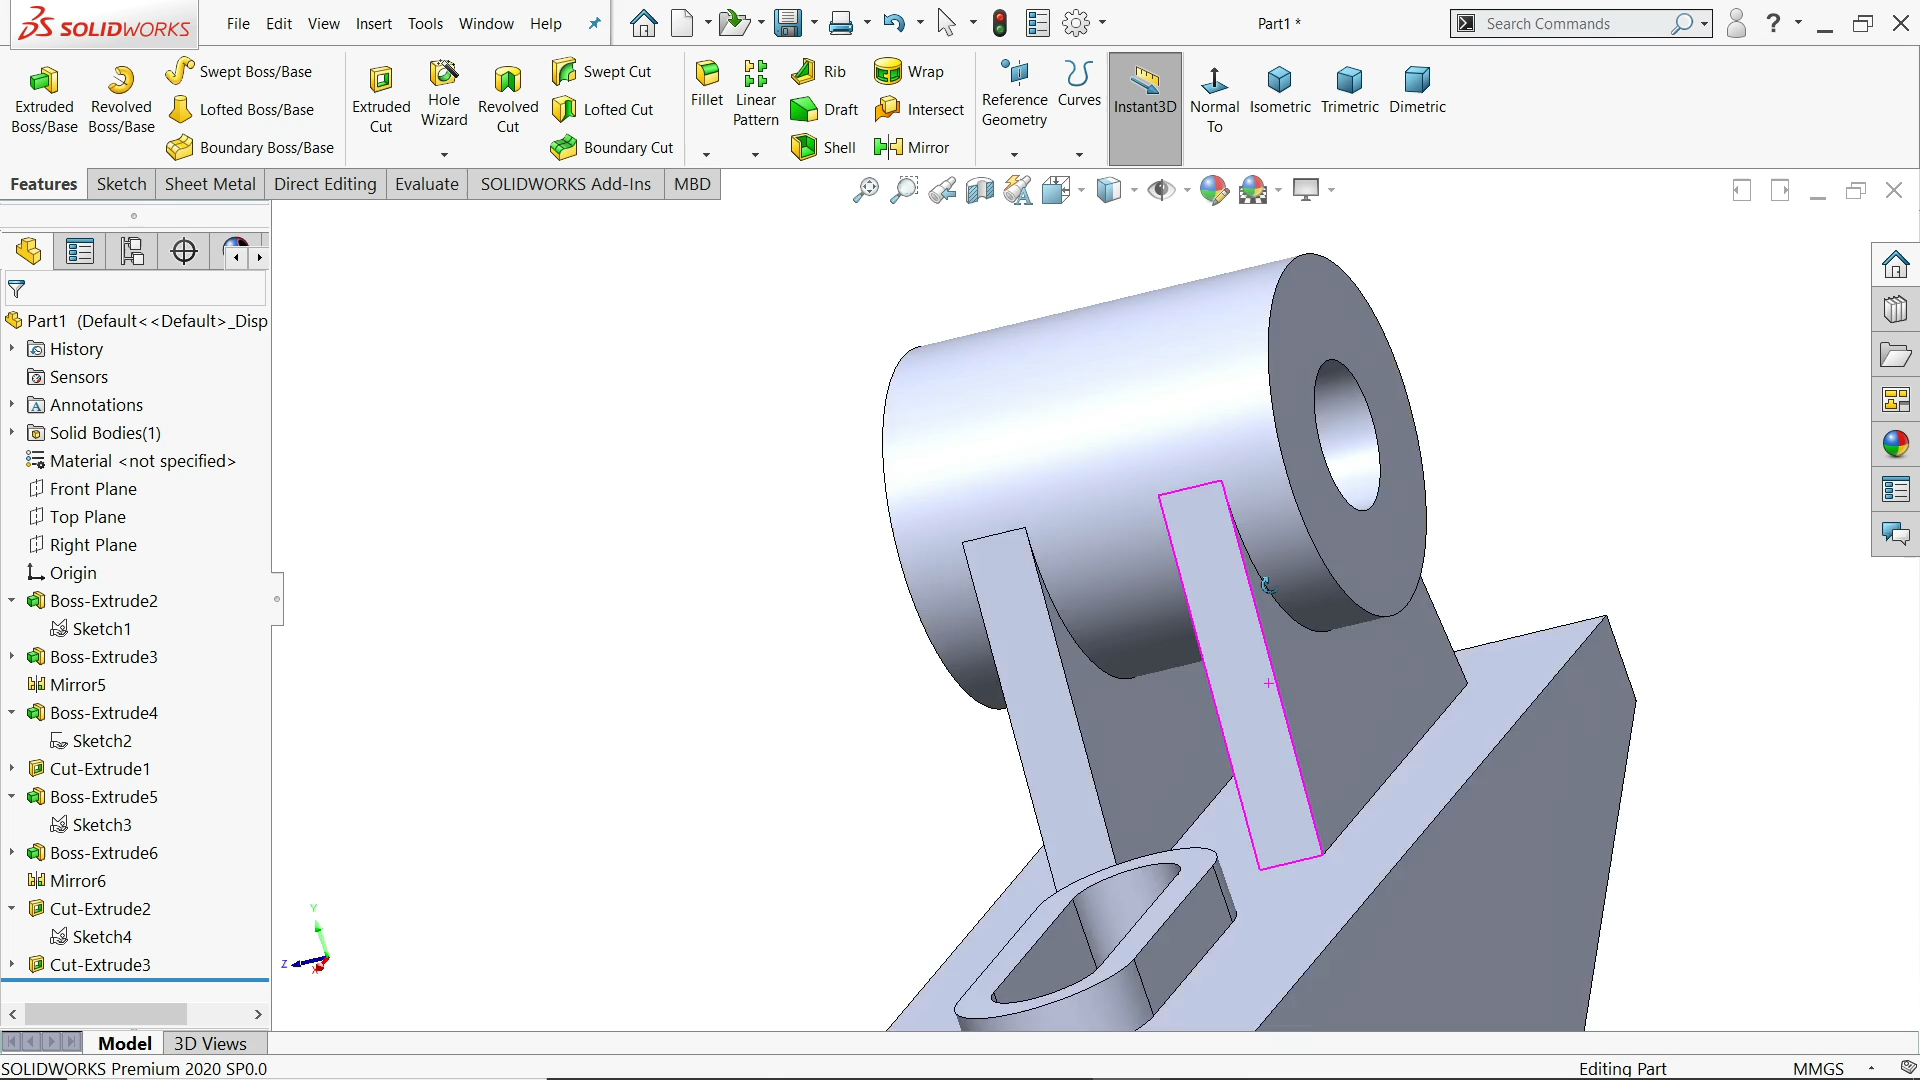 SOLIDWORKS File Edit View Insert Tools Window Help Part1 * Search Commands ?
Extruded Boss/Base
Revolved Boss/Base
Swept Boss/Base
Lofted Boss/Base
Boundary Boss/Base
Extruded Cut
Hole Wizard
Revolved Cut
Swept Cut
Lofted Cut
Boundary Cut
Fillet
Linear Pattern
Rib
Draft
Shell
Wrap
Intersect
Mirror
Reference Geometry
Curves
Instant3D
Normal To
Isometric
Trimetric
Dimetric
Features Sketch Sheet Metal Direct Editing Evaluate SOLIDWORKS Add-Ins MBD
Part1 (Default<<Default>_Disp
History
Sensors
Annotations
Solid Bodies(1)
Material <not specified>
Front Plane
Top Plane
Right Plane
Origin
Boss-Extrude2
Sketch1
Boss-Extrude3
Mirror5
Boss-Extrude4
Sketch2
Cut-Extrude1
Boss-Extrude5
Sketch3
Boss-Extrude6
Mirror6
Cut-Extrude2
Sketch4
Cut-Extrude3
Y
Z
X
Model 3D Views
SOLIDWORKS Premium 2020 SP0.0 Editing Part MMGS